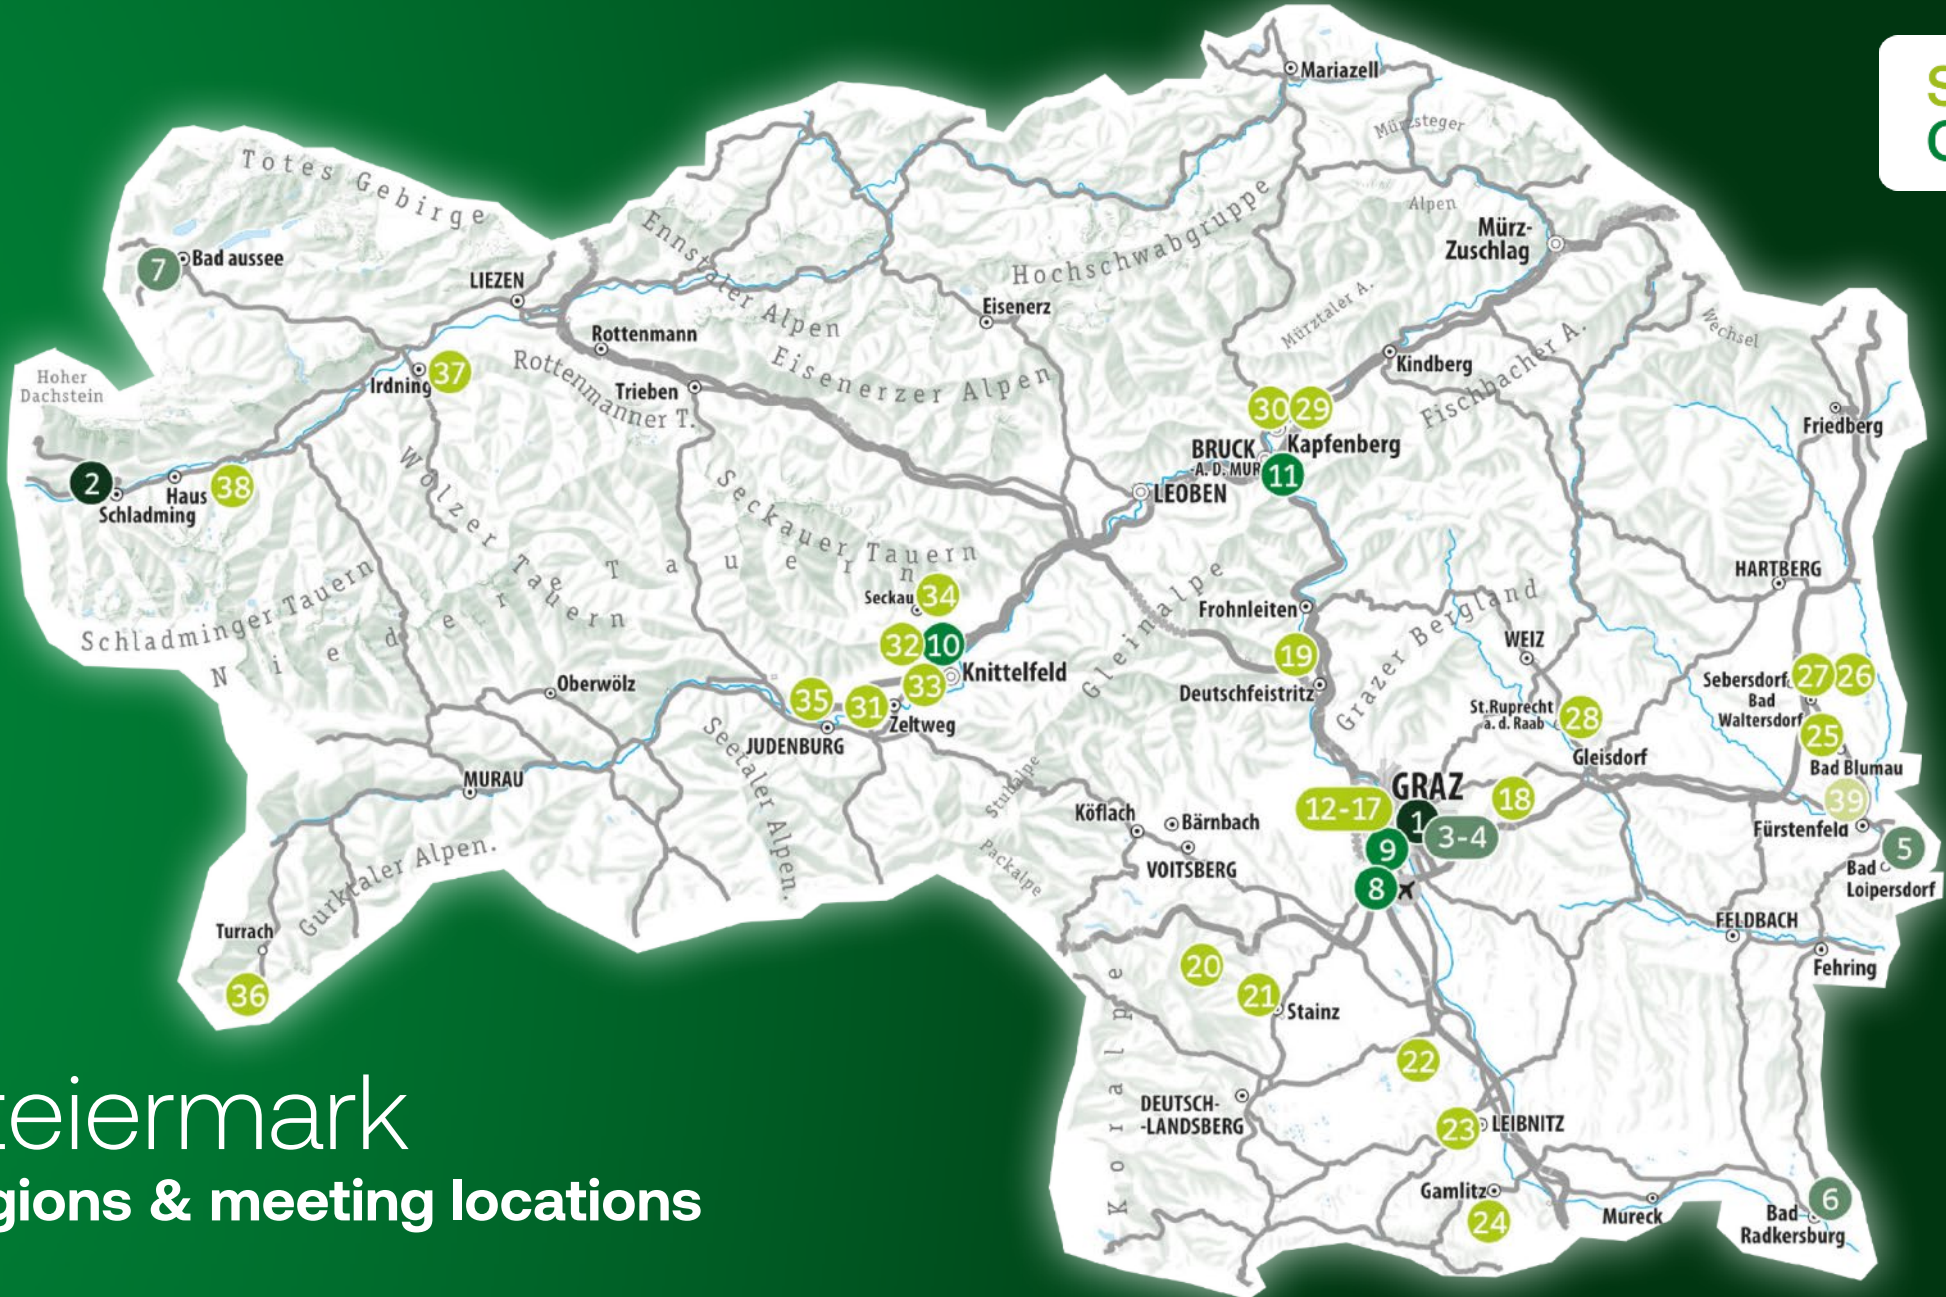 Mariazell
Mürzsteger
Alpen
Totes Gebirge
Ennstaler Alpen
Hochschwabgruppe
Mürz-
Zuschlag
7
Bad aussee
LIEZEN
Eisenerz
Mürztaler A.
Wechsel
Rottenmann
Hoher
Dachstein
Irdning
37
Rottenmanner T.
Trieben
Eisenerzer Alpen
Kindberg
Fischbacher A.
30
29
Friedberg
BRUCK
-A. D. MUR
Kapfenberg
11
2
Schladming
Haus
38
Wölzer Tauern
Seckauer Tauern
LEOBEN
HARTBERG
Schladminger Tauern
Niedere Tauern
Seckau
34
32
10
Knittelfeld
33
Gleinalpe
Frohnleiten
19
Deutschfeistritz
Grazer Bergland
WEIZ
St.Ruprecht
a. d. Raab
28
Gleisdorf
Sebersdorf
27
26
Bad
Waltersdorf
25
Bad Blumau
Oberwölz
35
31
Zeltweg
JUDENBURG
Seetaler Alpen.
MURAU
Stubalpe
Packalpe
Köflach
Bärnbach
VOITSBERG
GRAZ
12-17
1
3-4
18
9
8
39
Fürstenfeld
5
Bad
Loipersdorf
Gurktaler Alpen.
Turrach
36
FELDBACH
Fehring
20
21
Stainz
Koralpe
22
DEUTSCH-
-LANDSBERG
23
LEIBNITZ
Gamlitz
24
Mureck
6
Bad
Radkersburg
S
teiermark
gions & meeting locations